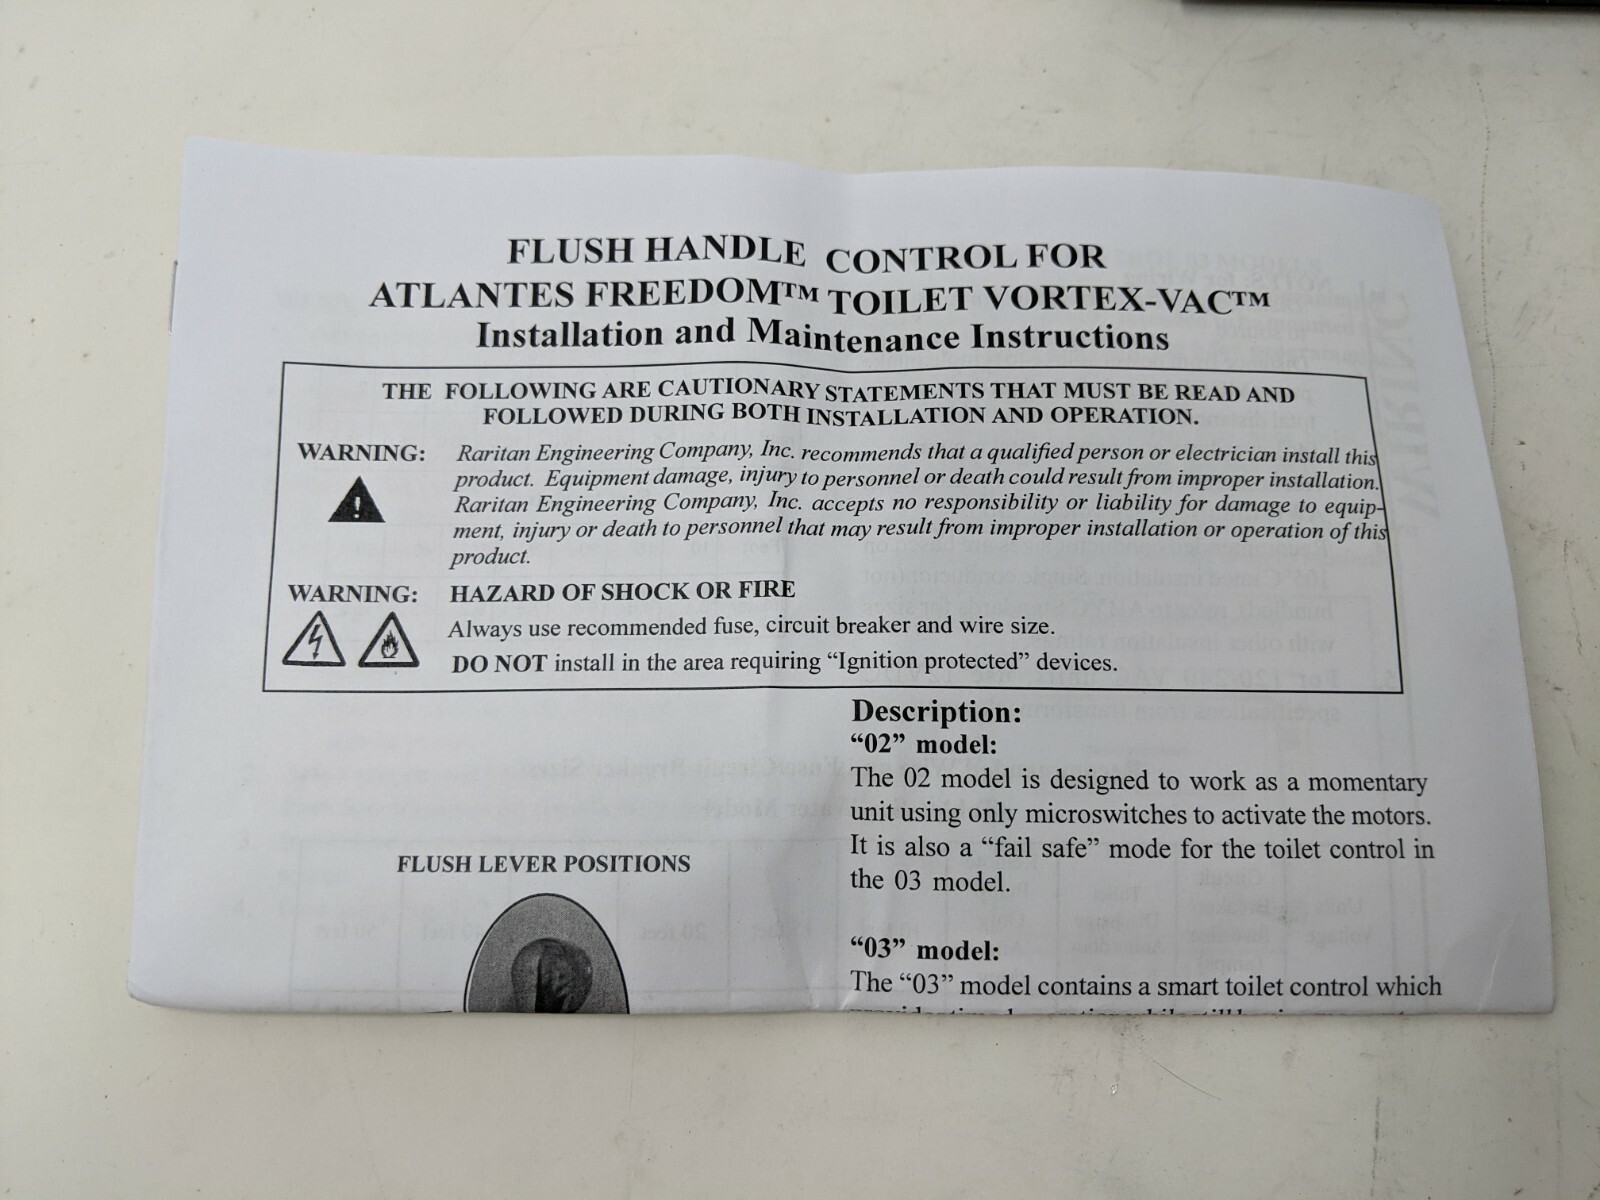 FLUSH HANDLE CONTROL FOR
ATLANTES FREEDOM™ TOILET VORTEX-VAC™
Installation and Maintenance Instructions
THE FOLLOWING ARE CAUTIONARY STATEMENTS THAT MUST BE READ AND
FOLLOWED DURING BOTH INSTALLATION AND OPERATION.
WARNING: Raritan Engineering Company, Inc. recommends that a qualified person or electrician install this
product. Equipment damage, injury to personnel or death could result from improper installation.
Raritan Engineering Company, Inc. accepts no responsibility or liability for damage to equip-
ment, injury or death to personnel that may result from improper installation or operation of this
product.
WARNING: HAZARD OF SHOCK OR FIRE
Always use recommended fuse, circuit breaker and wire size.
DO NOT install in the area requiring “Ignition protected” devices.
Description:
“02” model:
The 02 model is designed to work as a momentary
unit using only microswitches to activate the motors.
It is also a “fail safe” mode for the toilet control in
the 03 model.
FLUSH LEVER POSITIONS
“03” model:
The “03” model contains a smart toilet control which